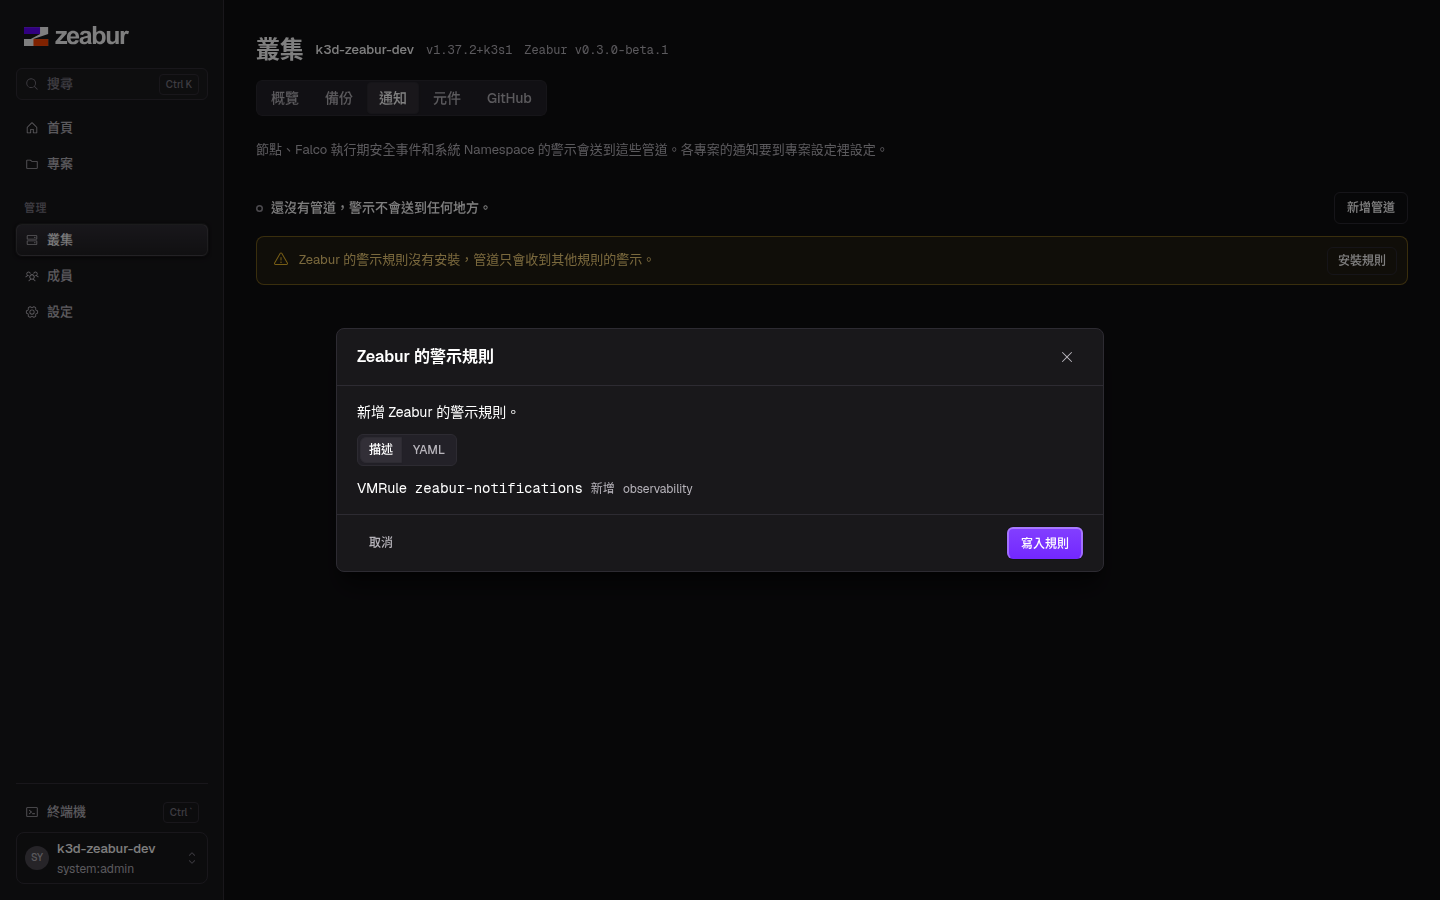 zeabur
搜尋 Ctrl K
首頁
專案
管理
叢集
成員
設定
終端機 Ctrl `
SY k3d-zeabur-dev
system:admin
叢集 k3d-zeabur-dev v1.37.2+k3s1 Zeabur v0.3.0-beta.1
概覽 備份 通知 元件 GitHub
節點、Falco 執行期安全事件和系統 Namespace 的警示會送到這些管道。各專案的通知要到專案設定裡設定。
還沒有管道，警示不會送到任何地方。 新增管道
Zeabur 的警示規則沒有安裝，管道只會收到其他規則的警示。 安裝規則
Zeabur 的警示規則
新增 Zeabur 的警示規則。
描述 YAML
VMRule zeabur-notifications 新增 observability
取消 寫入規則